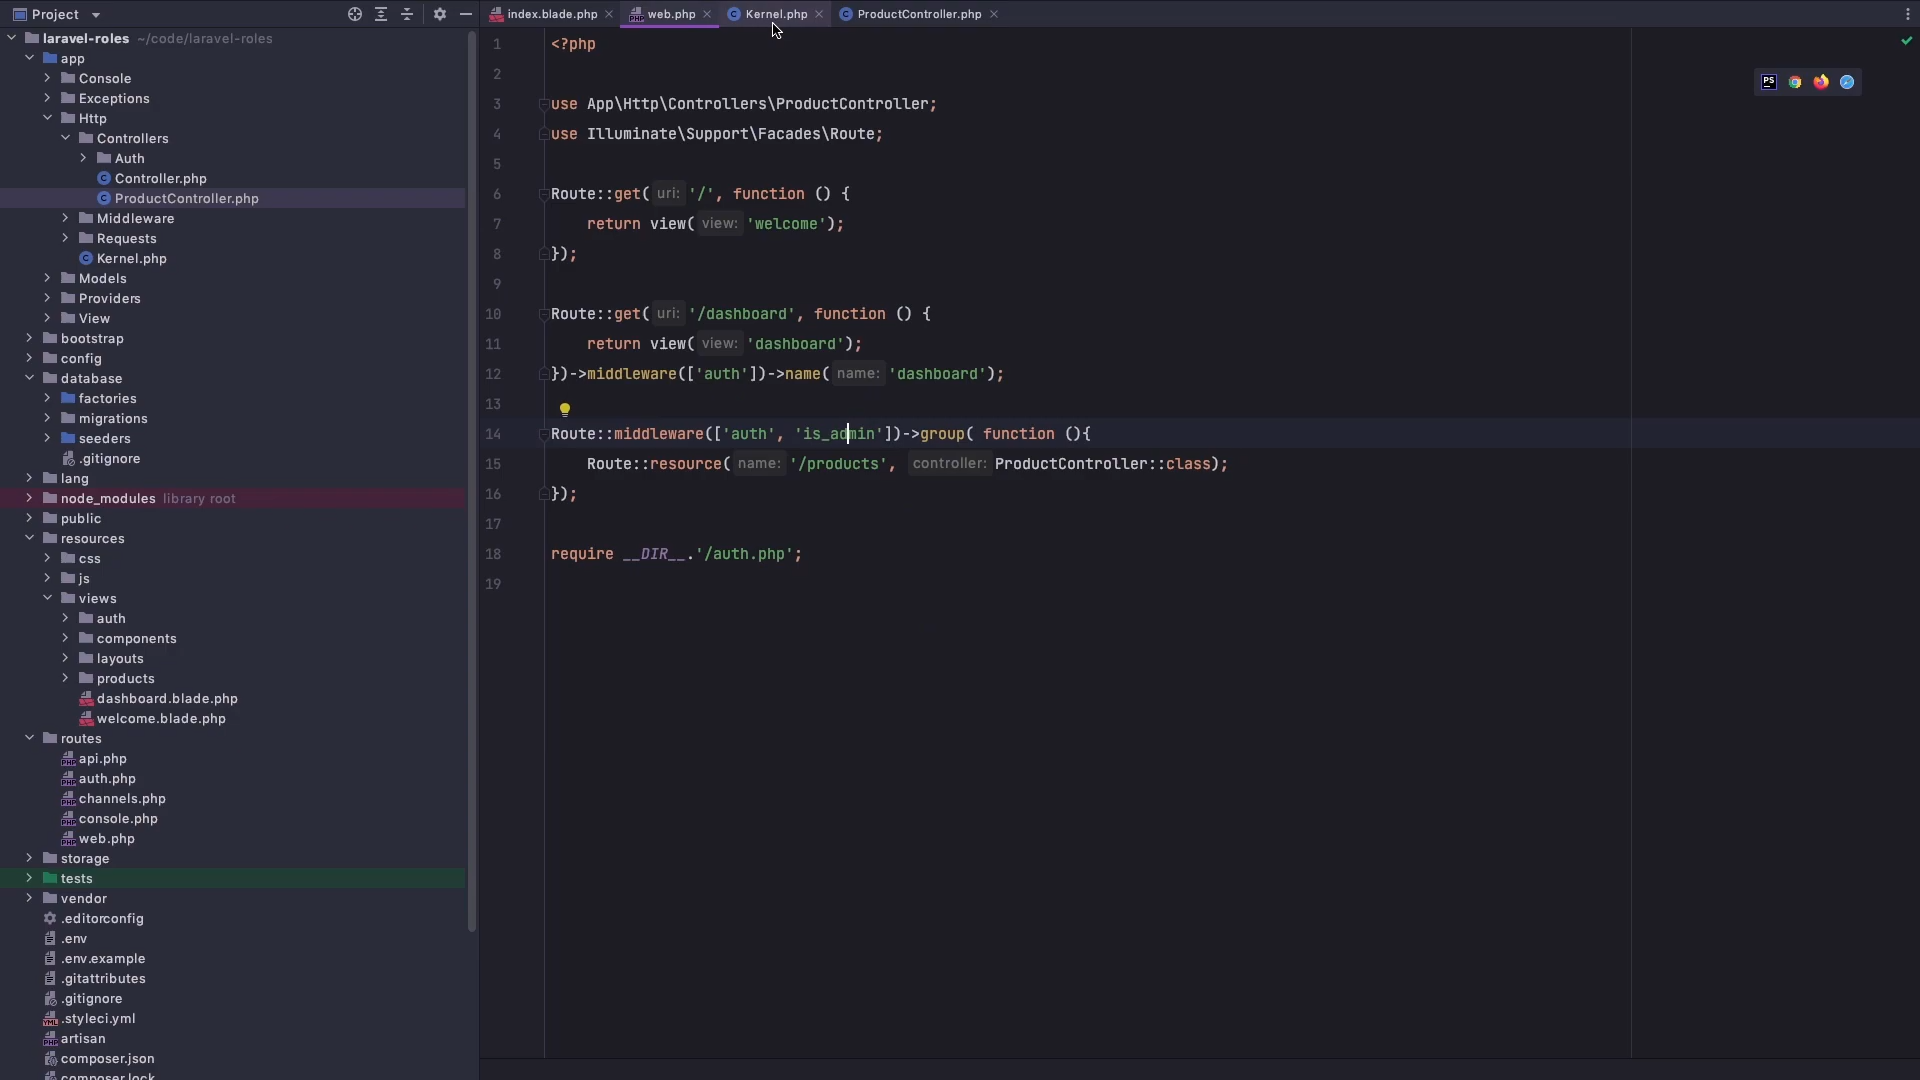 Project
laravel-roles ~/code/laravel-roles
app
Console
Exceptions
Http
Controllers
Auth
Controller.php
ProductController.php
Middleware
Requests
Kernel.php
Models
Providers
View
bootstrap
config
database
factories
migrations
seeders
.gitignore
lang
node_modules library root
public
resources
css
js
views
auth
components
layouts
products
dashboard.blade.php
welcome.blade.php
routes
api.php
auth.php
channels.php
console.php
web.php
storage
tests
vendor
.editorconfig
.env
.env.example
.gitattributes
.gitignore
.styleci.yml
artisan
composer.json
composer.lock
index.blade.php web.php Kernel.php ProductController.php
1 <?php
2
3 use App\Http\Controllers\ProductController;
4 use Illuminate\Support\Facades\Route;
5
6 Route::get( uri: '/', function () {
7 return view( view: 'welcome');
8 });
9
10 Route::get( uri: '/dashboard', function () {
11 return view( view: 'dashboard');
12 })->middleware(['auth'])->name( name: 'dashboard');
13
14 Route::middleware(['auth', 'is_admin'])->group( function (){
15 Route::resource( name: '/products', controller: ProductController::class);
16 });
17
18 require __DIR__.'/auth.php';
19
PS